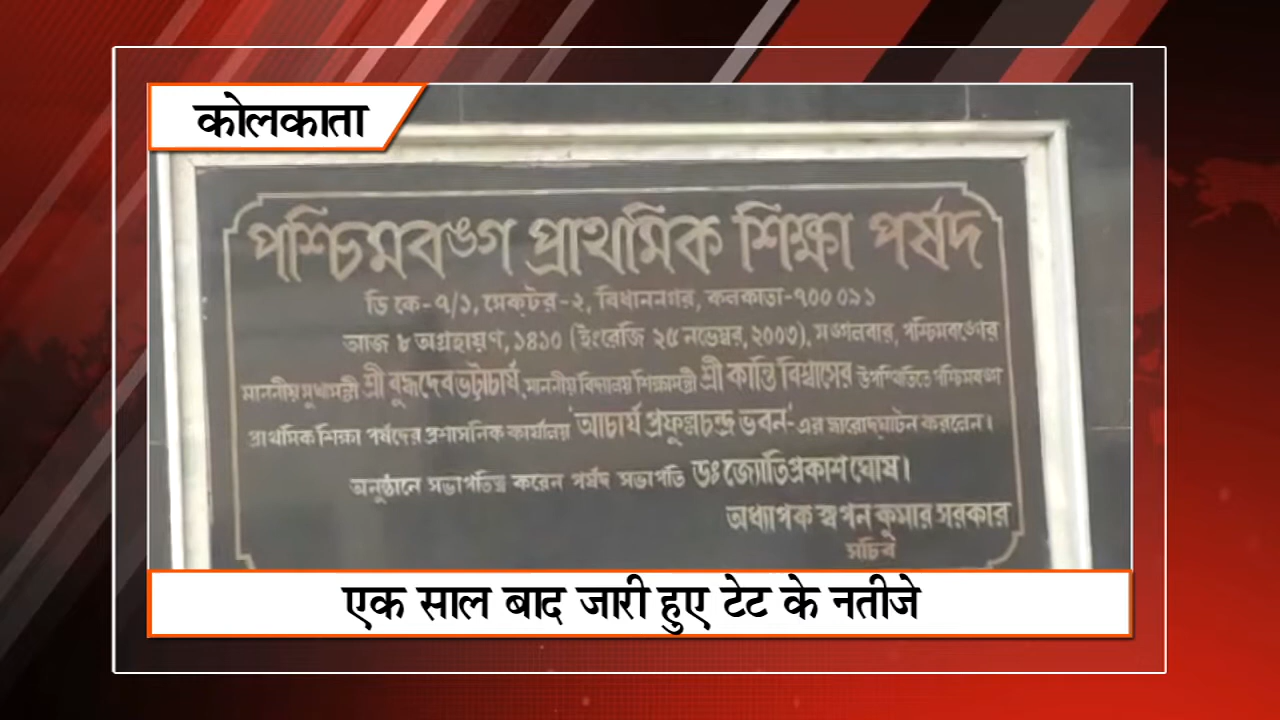 कोलकाता
পশ্চিমবঙ্গ প্রাথমিক শিক্ষা পর্ষদ
ডি কে-৭/১, সেক্টর-২, বিধাননগর, কলকাতা-৭০০ ০৯১
আজ ৮ অগ্রহায়ণ, ১৪১০ (ইংরেজি ২৫ নভেম্বর, ২০০৩), মঙ্গলবার, পশ্চিমবঙ্গের
মাননীয় মুখ্যমন্ত্রী শ্রী বুদ্ধদেব ভট্টাচার্য, মাননীয় বিদ্যালয় শিক্ষামন্ত্রী শ্রী কান্তি বিশ্বাসের উপস্থিতিতে পশ্চিমবঙ্গ
প্রাথমিক শিক্ষা পর্ষদের প্রশাসনিক কার্যালয় 'আচার্য প্রফুল্লচন্দ্র ভবন'-এর দ্বারোদ্ঘাটন করলেন।
অনুষ্ঠানে সভাপতিত্ব করেন পর্ষদ সভাপতি ডঃ জ্যোতিপ্রকাশ ঘোষ।
অধ্যাপক স্বপন কুমার সরকার
সচিব
एक साल बाद जारी हुए टेट के नतीजे